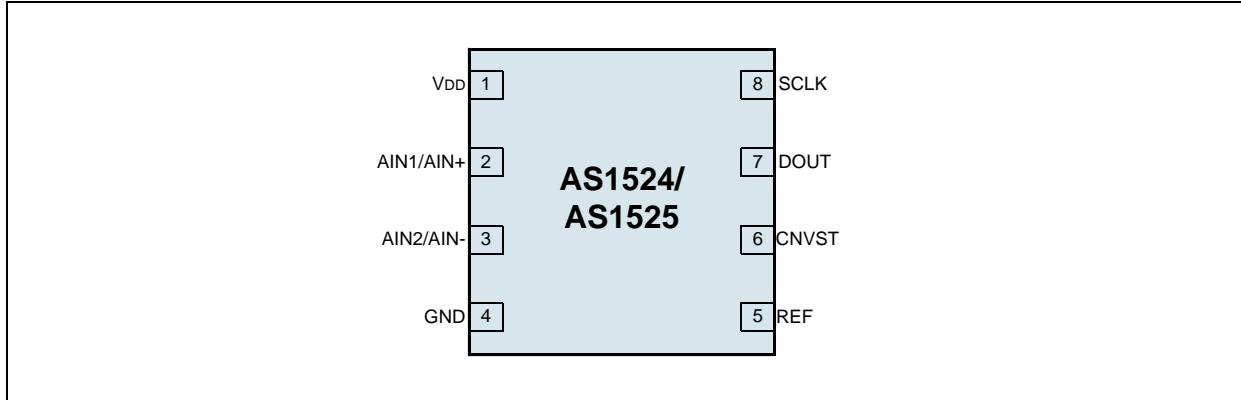 VDD 1
8 SCLK
AIN1/AIN+ 2
7 DOUT
AS1524/
AS1525
AIN2/AIN- 3
6 CNVST
GND 4
5 REF